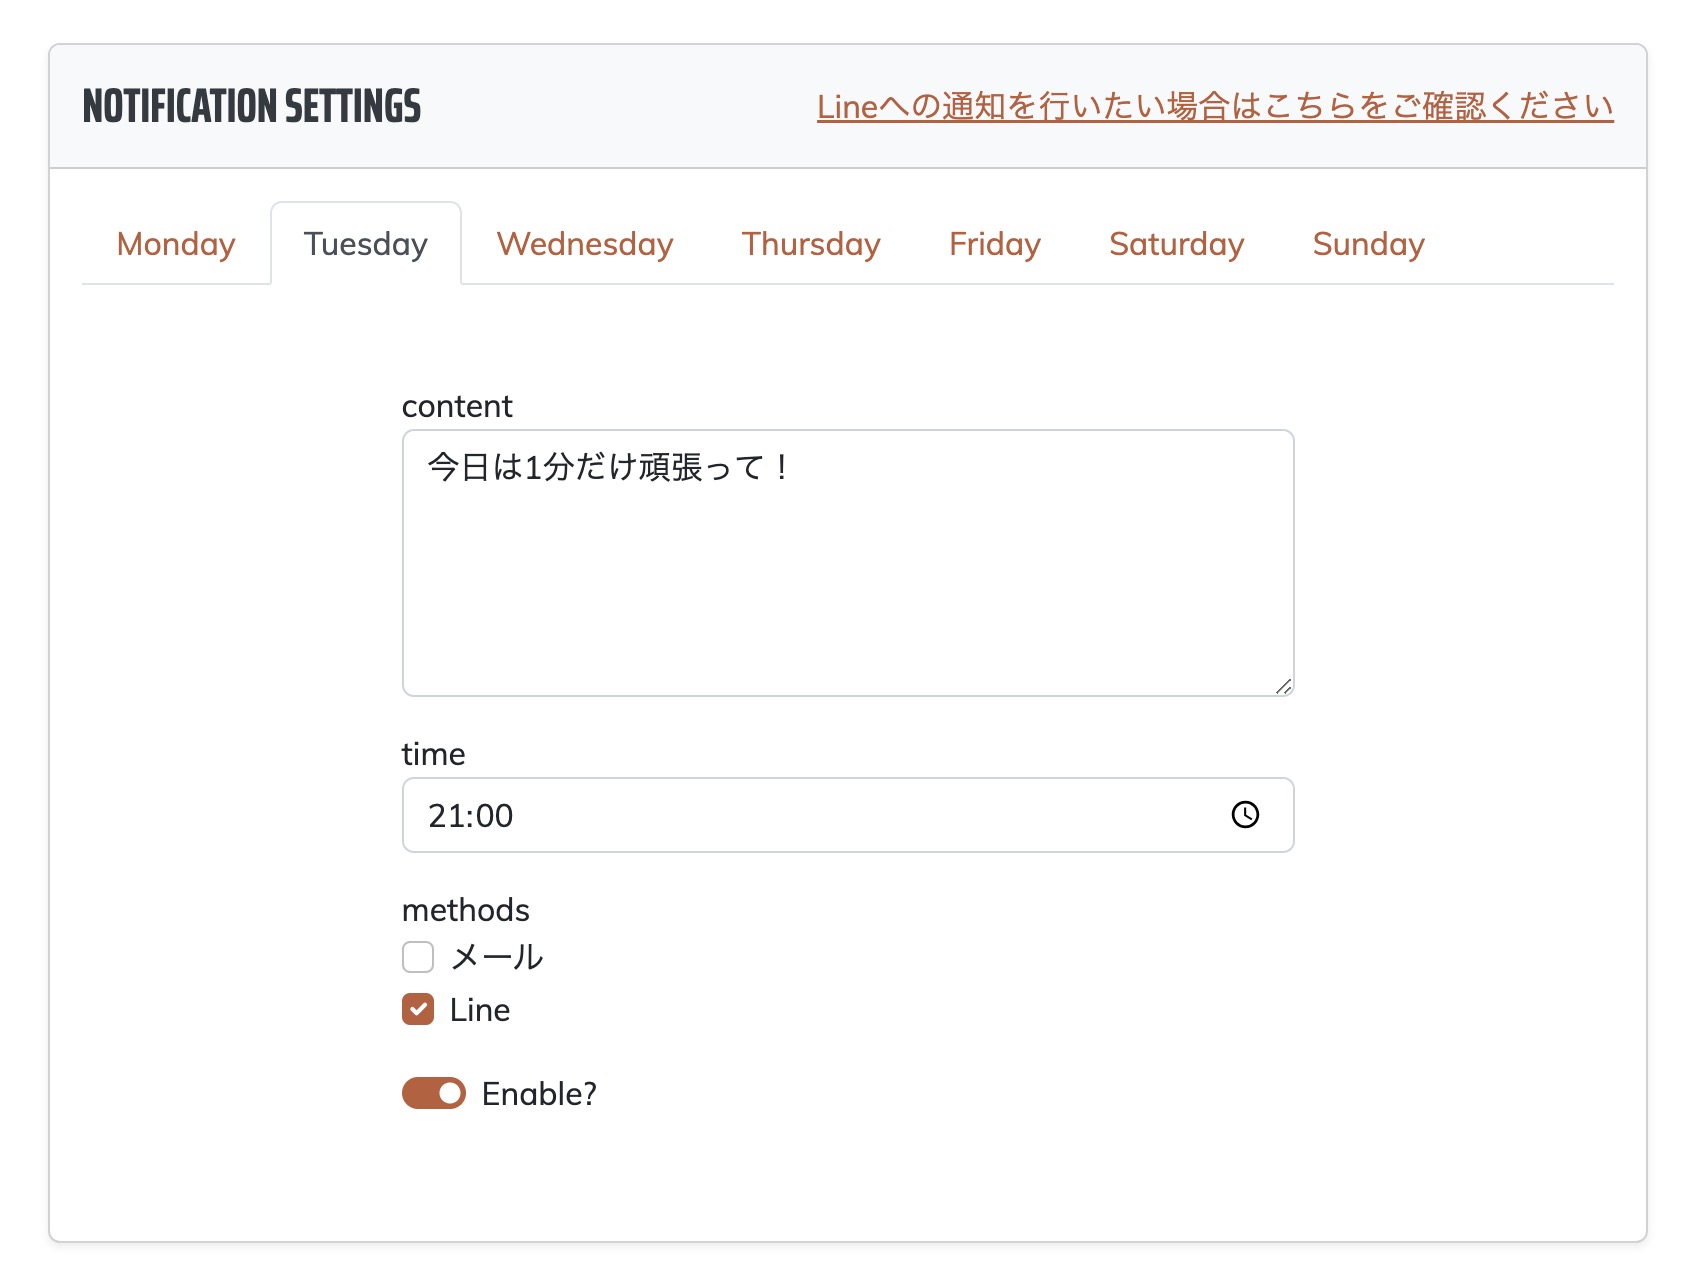 NOTIFICATION SETTINGS
Lineへの通知を行いたい場合はこちらをご確認ください
Monday Tuesday Wednesday Thursday Friday Saturday Sunday
content
今日は1分だけ頑張って！
time
21:00
methods
メール
Line
Enable?